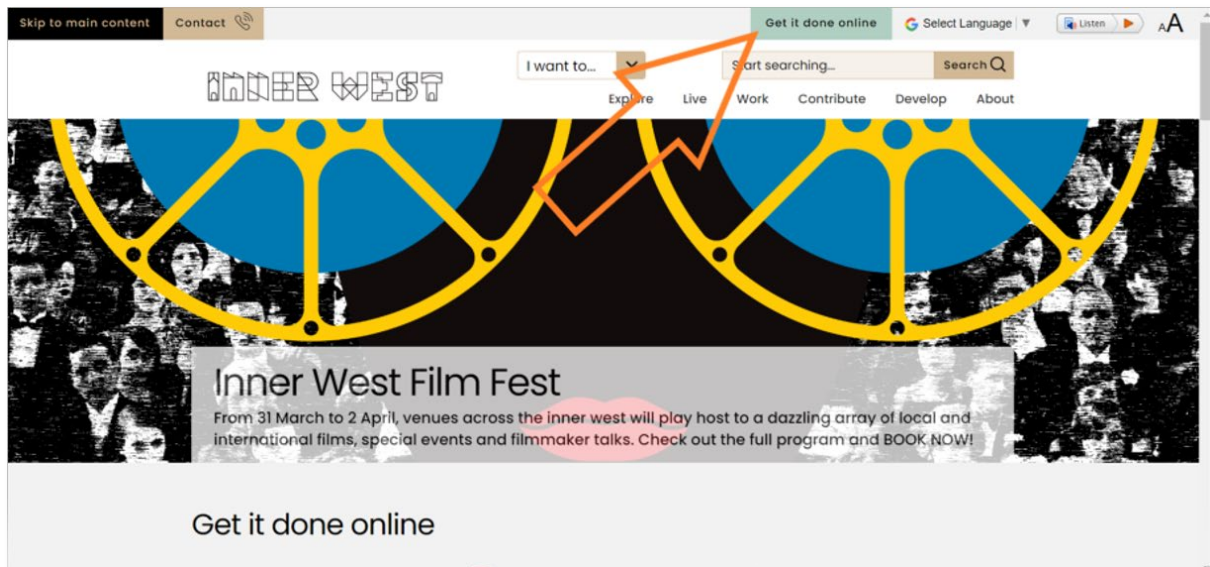 Skip to main content
Contact
Get it done online
Select Language
Listen
AA
INNER WEST
I want to...
Start searching...
Search
Explore
Live
Work
Contribute
Develop
About
Inner West Film Fest
From 31 March to 2 April, venues across the inner west will play host to a dazzling array of local and
international films, special events and filmmaker talks. Check out the full program and BOOK NOW!
Get it done online